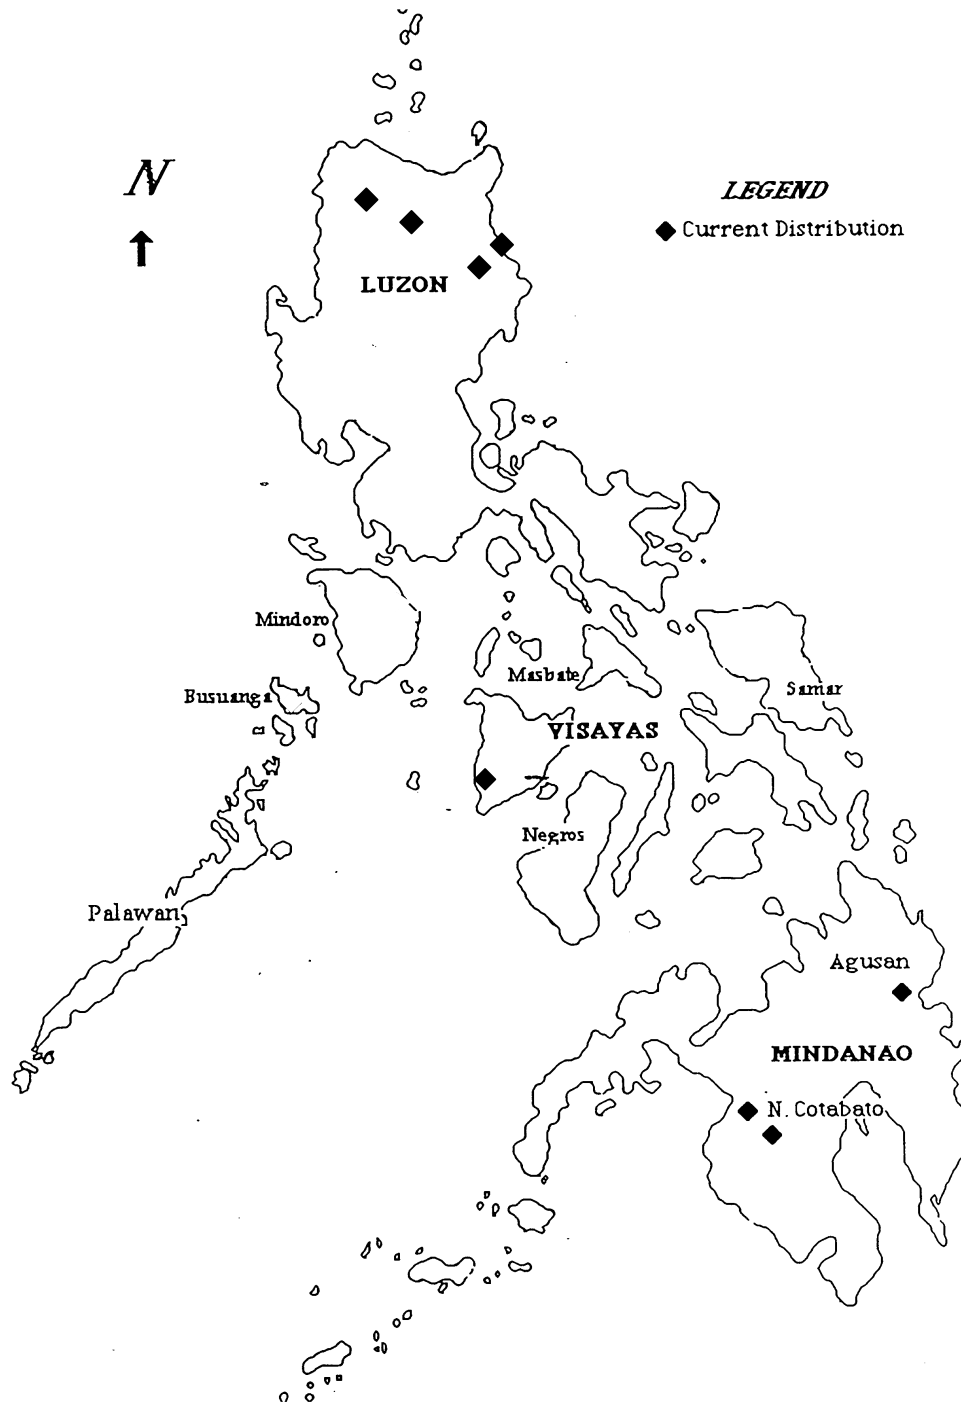 N
LEGEND
Current Distribution
LUZON
Mindoro
Masbate
Busuanga
Samar
VISAYAS
Negros
Palawan
Agusan
MINDANAO
N. Cotabato